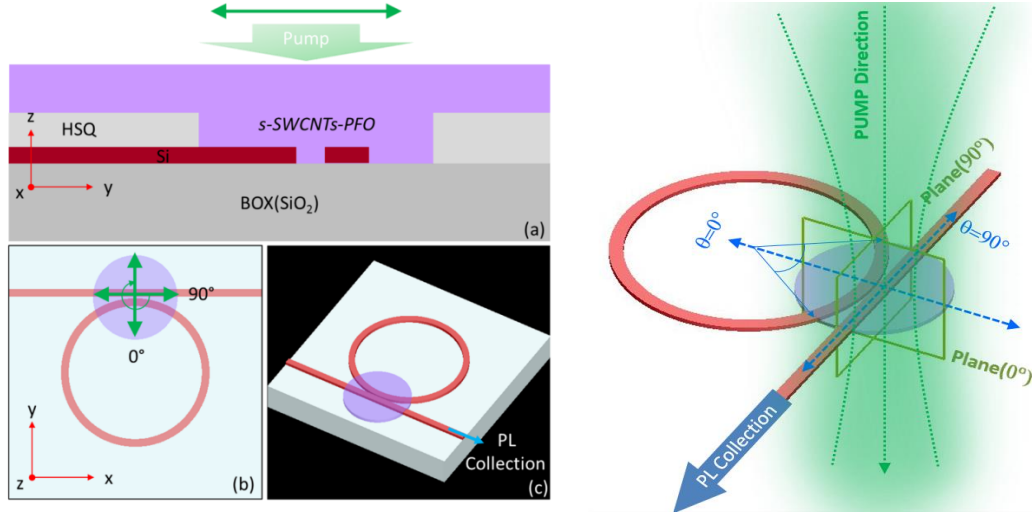 Pump
z
HSQ
s-SWCNTs-PFO
Si
x
y
BOX(SiO₂)
(a)
90°
0°
y
z
x
(b)
PL
Collection
(c)
PUMP Direction
Plane(90°)
θ=0°
θ=90°
Plane(0°)
PL Collection